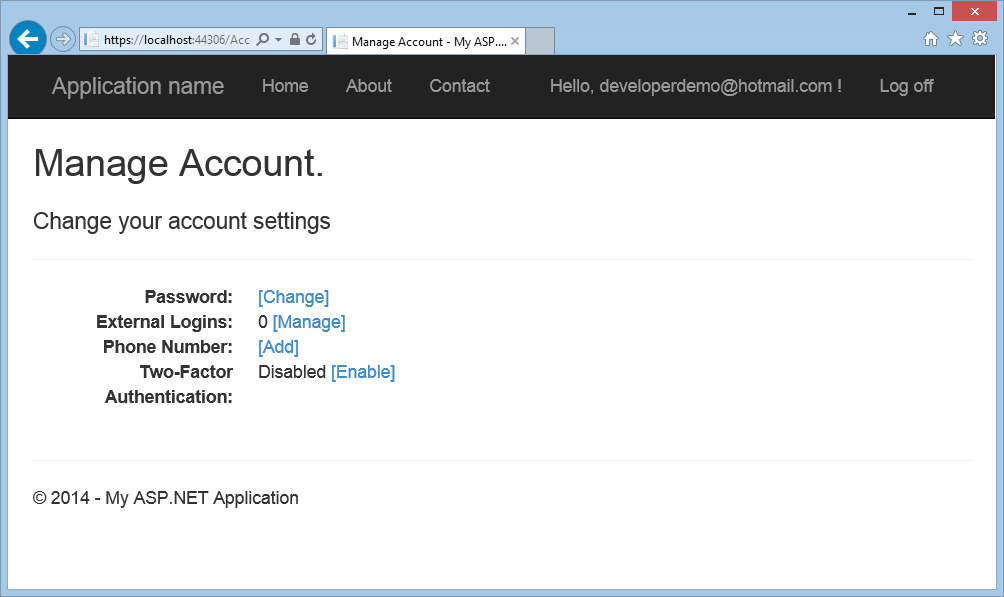 https://localhost:44306/Acc
Manage Account - My ASP....
Application name Home About Contact Hello, developerdemo@hotmail.com ! Log off
Manage Account.
Change your account settings
Password: [Change]
External Logins: 0 [Manage]
Phone Number: [Add]
Two-Factor Disabled [Enable]
Authentication:
© 2014 - My ASP.NET Application